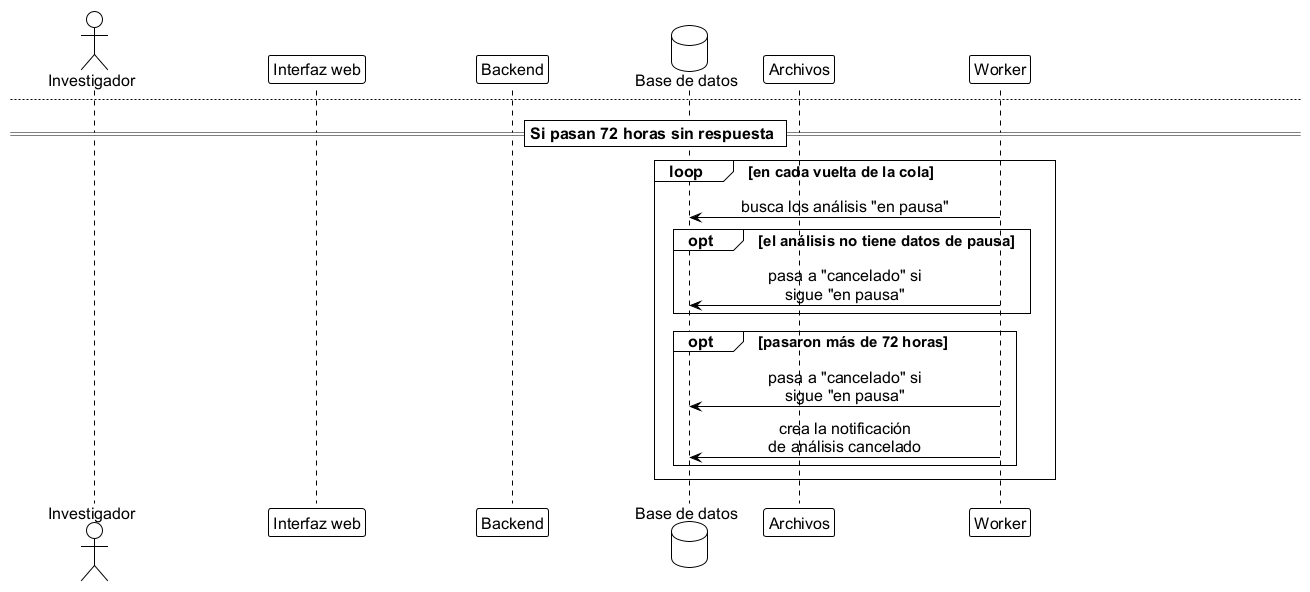 Investigador
Interfaz web
Backend
Base de datos
Archivos
Worker
Si pasan 72 horas sin respuesta
loop
[en cada vuelta de la cola]
busca los análisis "en pausa"
opt
[el análisis no tiene datos de pausa]
pasa a "cancelado" si
sigue "en pausa"
opt
[pasaron más de 72 horas]
pasa a "cancelado" si
sigue "en pausa"
crea la notificación
de análisis cancelado
Investigador
Interfaz web
Backend
Base de datos
Archivos
Worker